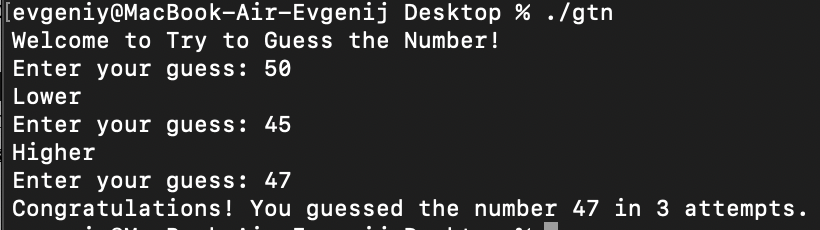 [evgeniy@MacBook-Air-Evgenij Desktop % ./gtn
Welcome to Try to Guess the Number!
Enter your guess: 50
Lower
Enter your guess: 45
Higher
Enter your guess: 47
Congratulations! You guessed the number 47 in 3 attempts.